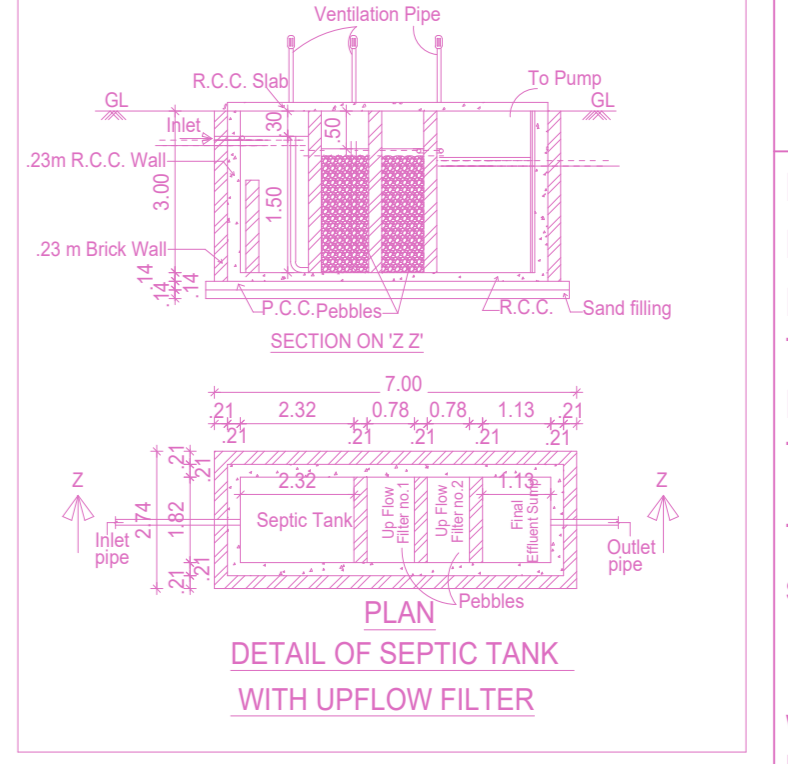 Ventilation Pipe
R.C.C. Slab
To Pump
GL
GL
Inlet
.30
.50
.23m R.C.C. Wall
3.00
1.50
.23 m Brick Wall
.14
.14
.14
P.C.C.
Pebbles
R.C.C.
Sand filling
SECTION ON 'Z Z'
7.00
.21
2.32
0.78
0.78
1.13
.21
.21
.21
.21
.21
.21
Z
Z
.21
.21
2.74
1.82
.21
.21
2.32
1.13
Septic Tank
Up Flow
Filter no.1
Up Flow
Filter no.2
Final
Effluent Sump
Inlet
pipe
Outlet
pipe
Pebbles
PLAN
DETAIL OF SEPTIC TANK
WITH UPFLOW FILTER